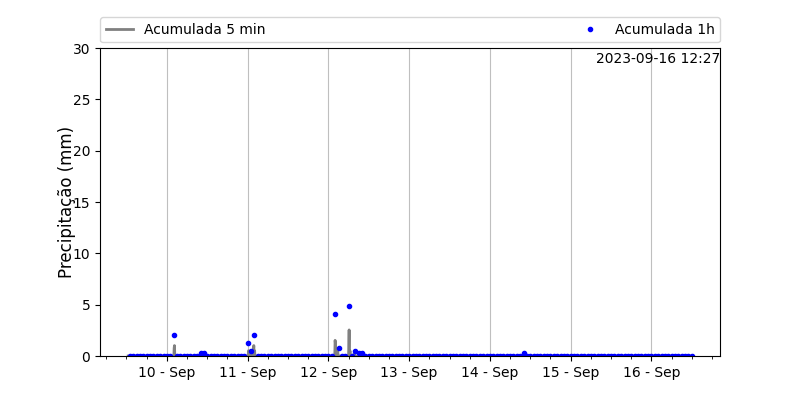 Acumulada 5 min
Acumulada 1h
2023-09-16 12:27
Precipitação (mm)
30
25
20
15
10
5
0
10 - Sep
11 - Sep
12 - Sep
13 - Sep
14 - Sep
15 - Sep
16 - Sep